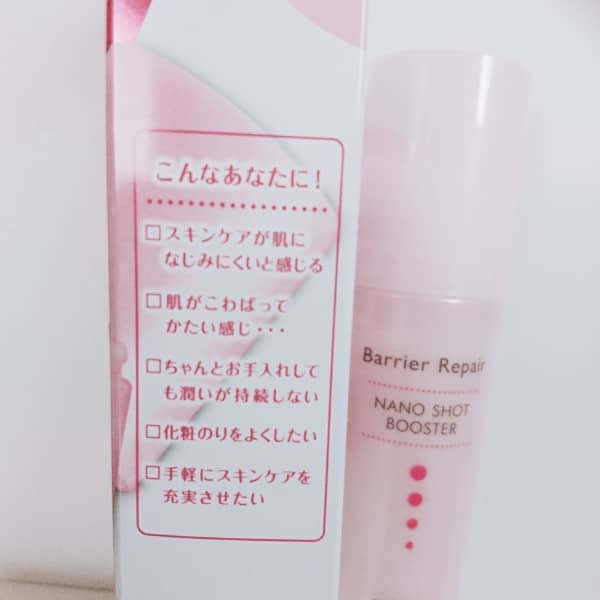 こんなあなたに!
□スキンケアが肌に
なじみにくいと感じる
□肌がこわばって
かたい感じ・・・
□ちゃんとお手入れして
も潤いが持続しない
□化粧のりをよくしたい
□手軽にスキンケアを
充実させたい
Barrier Repair
NANO SHOT
BOOSTER